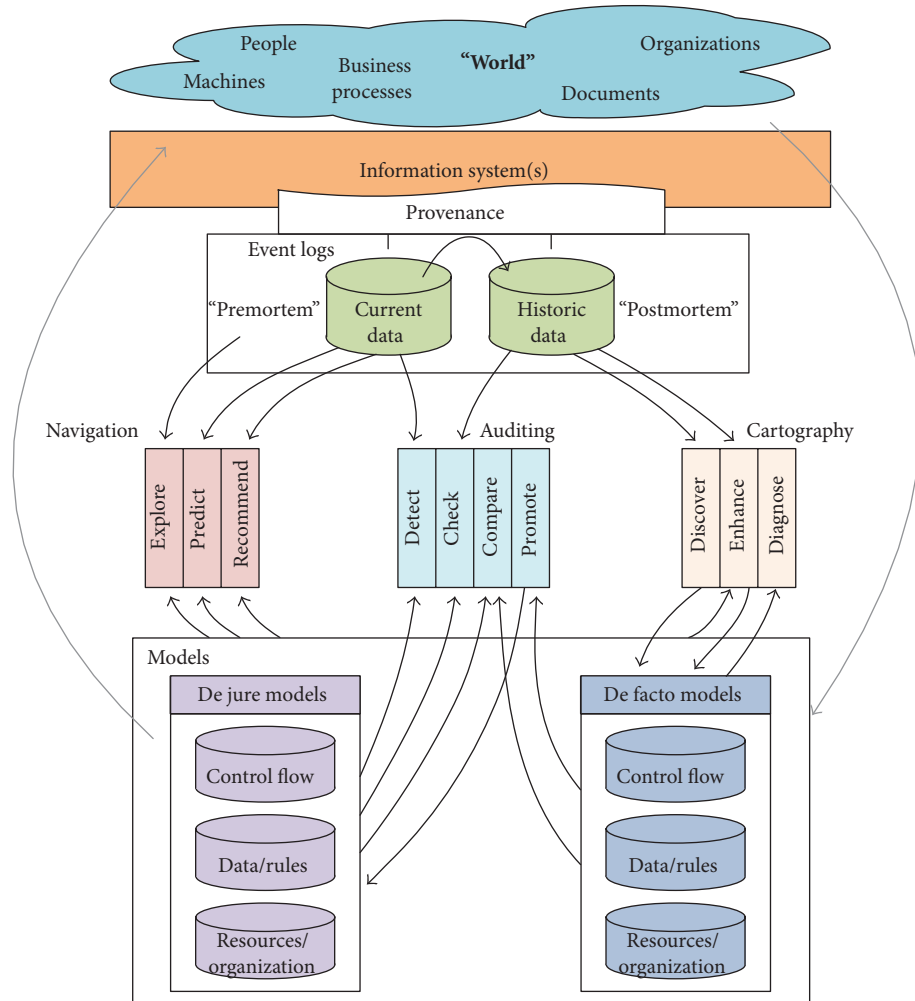 People
Organizations
“World”
Machines
Business
processes
Documents
Information system(s)
Provenance
Event logs
“Premortem”
Current
data
Historic
data
“Postmortem”
Navigation
Auditing
Cartography
Explore
Predict
Recommend
Detect
Check
Compare
Promote
Discover
Enhance
Diagnose
Models
De jure models
De facto models
Control flow
Control flow
Data/rules
Data/rules
Resources/
organization
Resources/
organization